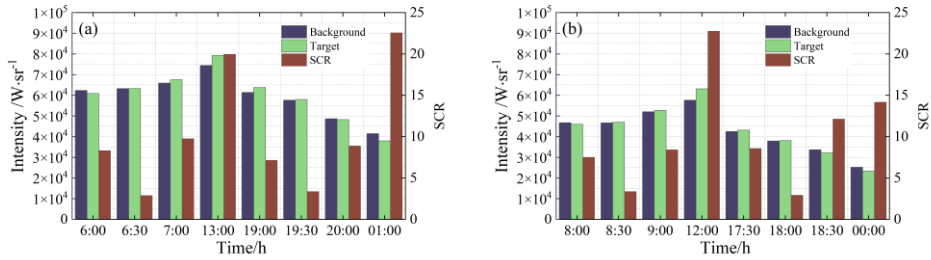 (a)
Background
Target
SCR
Intensity /W·sr⁻¹
1×10⁵
9×10⁴
8×10⁴
7×10⁴
6×10⁴
5×10⁴
4×10⁴
3×10⁴
2×10⁴
1×10⁴
0
25
20
15
10
5
0
SCR
6:00 6:30 7:00 13:00 19:00 19:30 20:00 01:00
Time/h
(b)
Background
Target
SCR
Intensity /W·sr⁻¹
1×10⁵
9×10⁴
8×10⁴
7×10⁴
6×10⁴
5×10⁴
4×10⁴
3×10⁴
2×10⁴
1×10⁴
0
25
20
15
10
5
0
SCR
8:00 8:30 9:00 12:00 17:30 18:00 18:30 00:00
Time/h